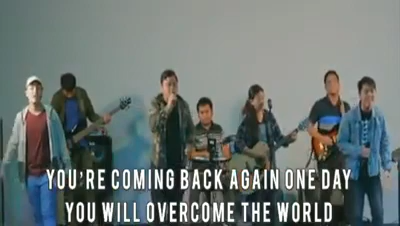 YOU'RE COMING BACK AGAIN ONE DAY
YOU WILL OVERCOME THE WORLD